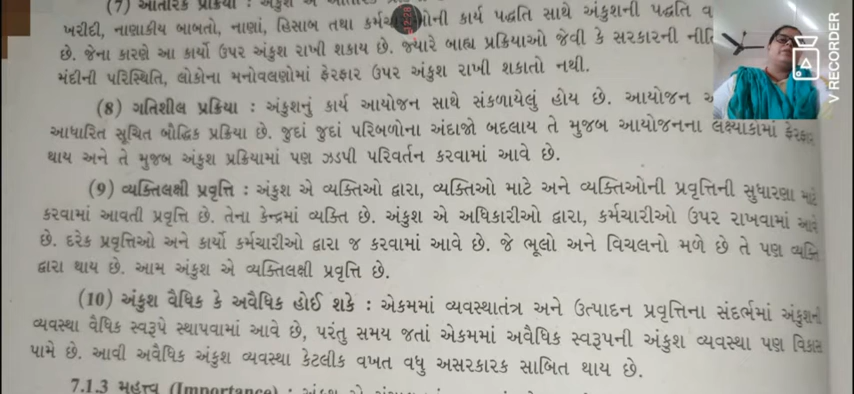 (7) આંતરિક પ્રક્રિયા : અંકુશ એ
ખરીદી, નાણાકીય બાબતો, નાણાં, હિસાબ તથા ની કાર્ય પદ્ધતિ સાથે અંકુશની પદ્ધતિ
છે. જેના કારણે આ કાર્યો ઉપર અંકુશ રાખી શકાય છે. જ્યારે બાહ્ય પ્રક્રિયાઓ જેવી કે સરકારની
મંદીની પરિસ્થિતિ, લોકોના મનોવલણોમાં ફેરફાર ઉપર અંકુશ રાખી શકાતો નથી.
(8) ગતિશીલ પ્રક્રિયા : અંકુશનું કાર્ય આયોજન સાથે સંકળાયેલું હોય છે. આયોજન
આધારિત સૂચિત બૌદ્ધિક પ્રક્રિયા છે. જુદાં જુદાં પરિબળોના અંદાજો બદલાય તે મુજબ આયોજનના લક્ષ્યાંકોમાં ફેરફાર
થાય અને તે મુજબ અંકુશ પ્રક્રિયામાં પણ ઝડપી પરિવર્તન કરવામાં આવે છે.
(9) વ્યક્તિલક્ષી પ્રવૃત્તિ : અંકુશ એ વ્યક્તિઓ દ્વારા, વ્યક્તિઓ માટે અને વ્યક્તિઓની પ્રવૃત્તિની સુધારણા માટે
કરવામાં આવતી પ્રવૃત્તિ છે. તેના કેન્દ્રમાં વ્યક્તિ છે. અંકુશ એ અધિકારીઓ દ્વારા, કર્મચારીઓ ઉપર રાખવામાં આવે
છે. દરેક પ્રવૃત્તિઓ અને કાર્યો કર્મચારીઓ દ્વારા જ કરવામાં આવે છે. જે ભૂલો અને વિચલનો મળે છે તે પણ વ્યક્તિ
દ્વારા થાય છે. આમ અંકુશ એ વ્યક્તિલક્ષી પ્રવૃત્તિ છે.
(10) અંકુશ વૈધિક કે અવૈધિક હોઈ શકે : એકમમાં વ્યવસ્થાતંત્ર અને ઉત્પાદન પ્રવૃત્તિના સંદર્ભમાં અંકુશની
વ્યવસ્થા વૈધિક સ્વરૂપે સ્થાપવામાં આવે છે, પરંતુ સમય જતાં એકમમાં અવૈધિક સ્વરૂપની અંકુશ વ્યવસ્થા પણ વિકાસ
પામે છે. આવી અવૈધિક અંકુશ વ્યવસ્થા કેટલીક વખત વધુ અસરકારક સાબિત થાય છે.
7.1.3 મહત્ત્વ (Importance) :
V RECORDER